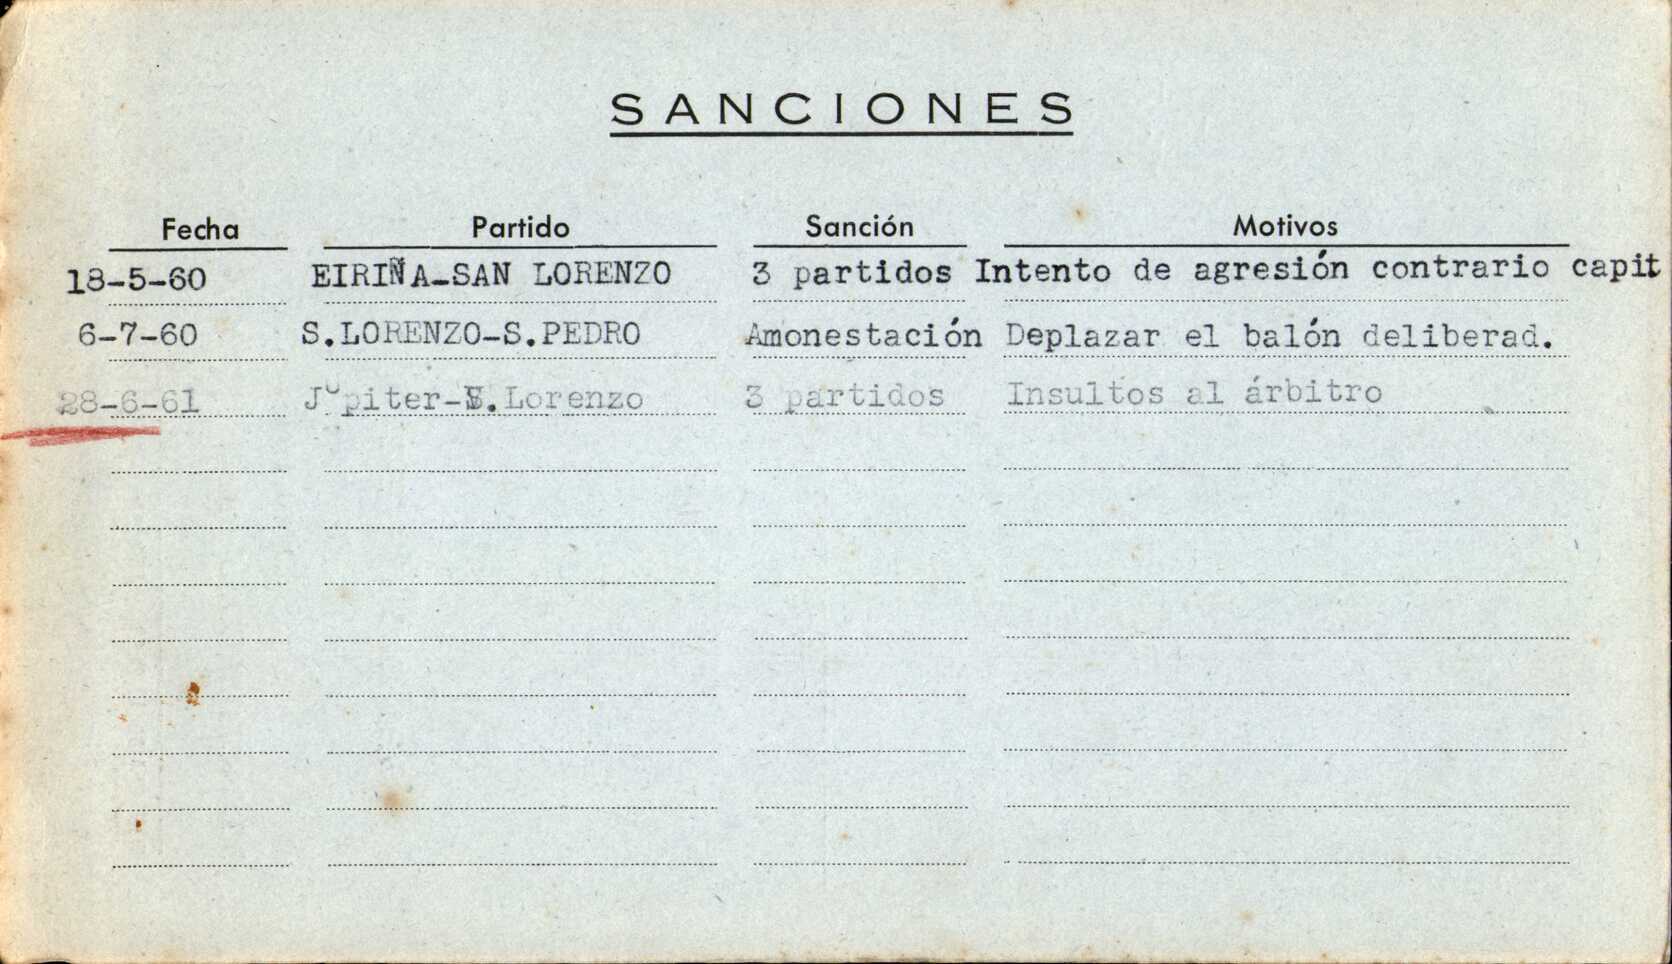 SANCIONES
Fecha Partido Sanción Motivos
18-5-60 EIRIÑA-SAN LORENZO 3 partidos Intento de agresión contrario capit
6-7-60 S.LORENZO-S.PEDRO Amonestación Deplazar el balón deliberad.
28-6-61 Jupiter-S.Lorenzo 3 partidos Insultos al árbitro